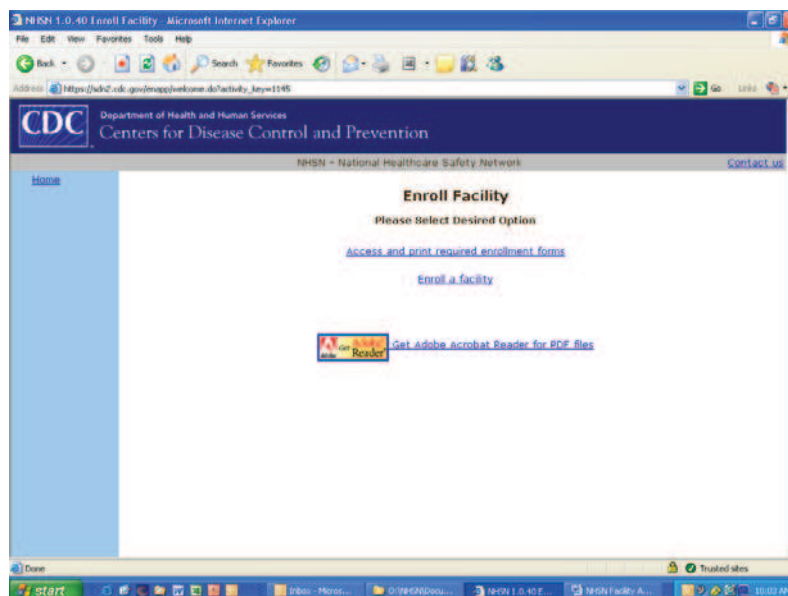 NHSN 1.0.40 Enroll Facility - Microsoft Internet Explorer
File Edit View Favorites Tools Help
Back Search Favorites
Address https://sdn2.cdc.gov/enapp/welcome.do?activity_key=1145 Go Links
CDC
Department of Health and Human Services
Centers for Disease Control and Prevention
NHSN - National Healthcare Safety Network Contact us
Home
Enroll Facility
Please Select Desired Option
Access and print required enrollment forms
Enroll a facility
Get Adobe Reader
Get Adobe Acrobat Reader for PDF files
Done Trusted sites
start Inbox - Micros... NHSN 1.0.40 E... NHSN Facility A... 10:03 AM